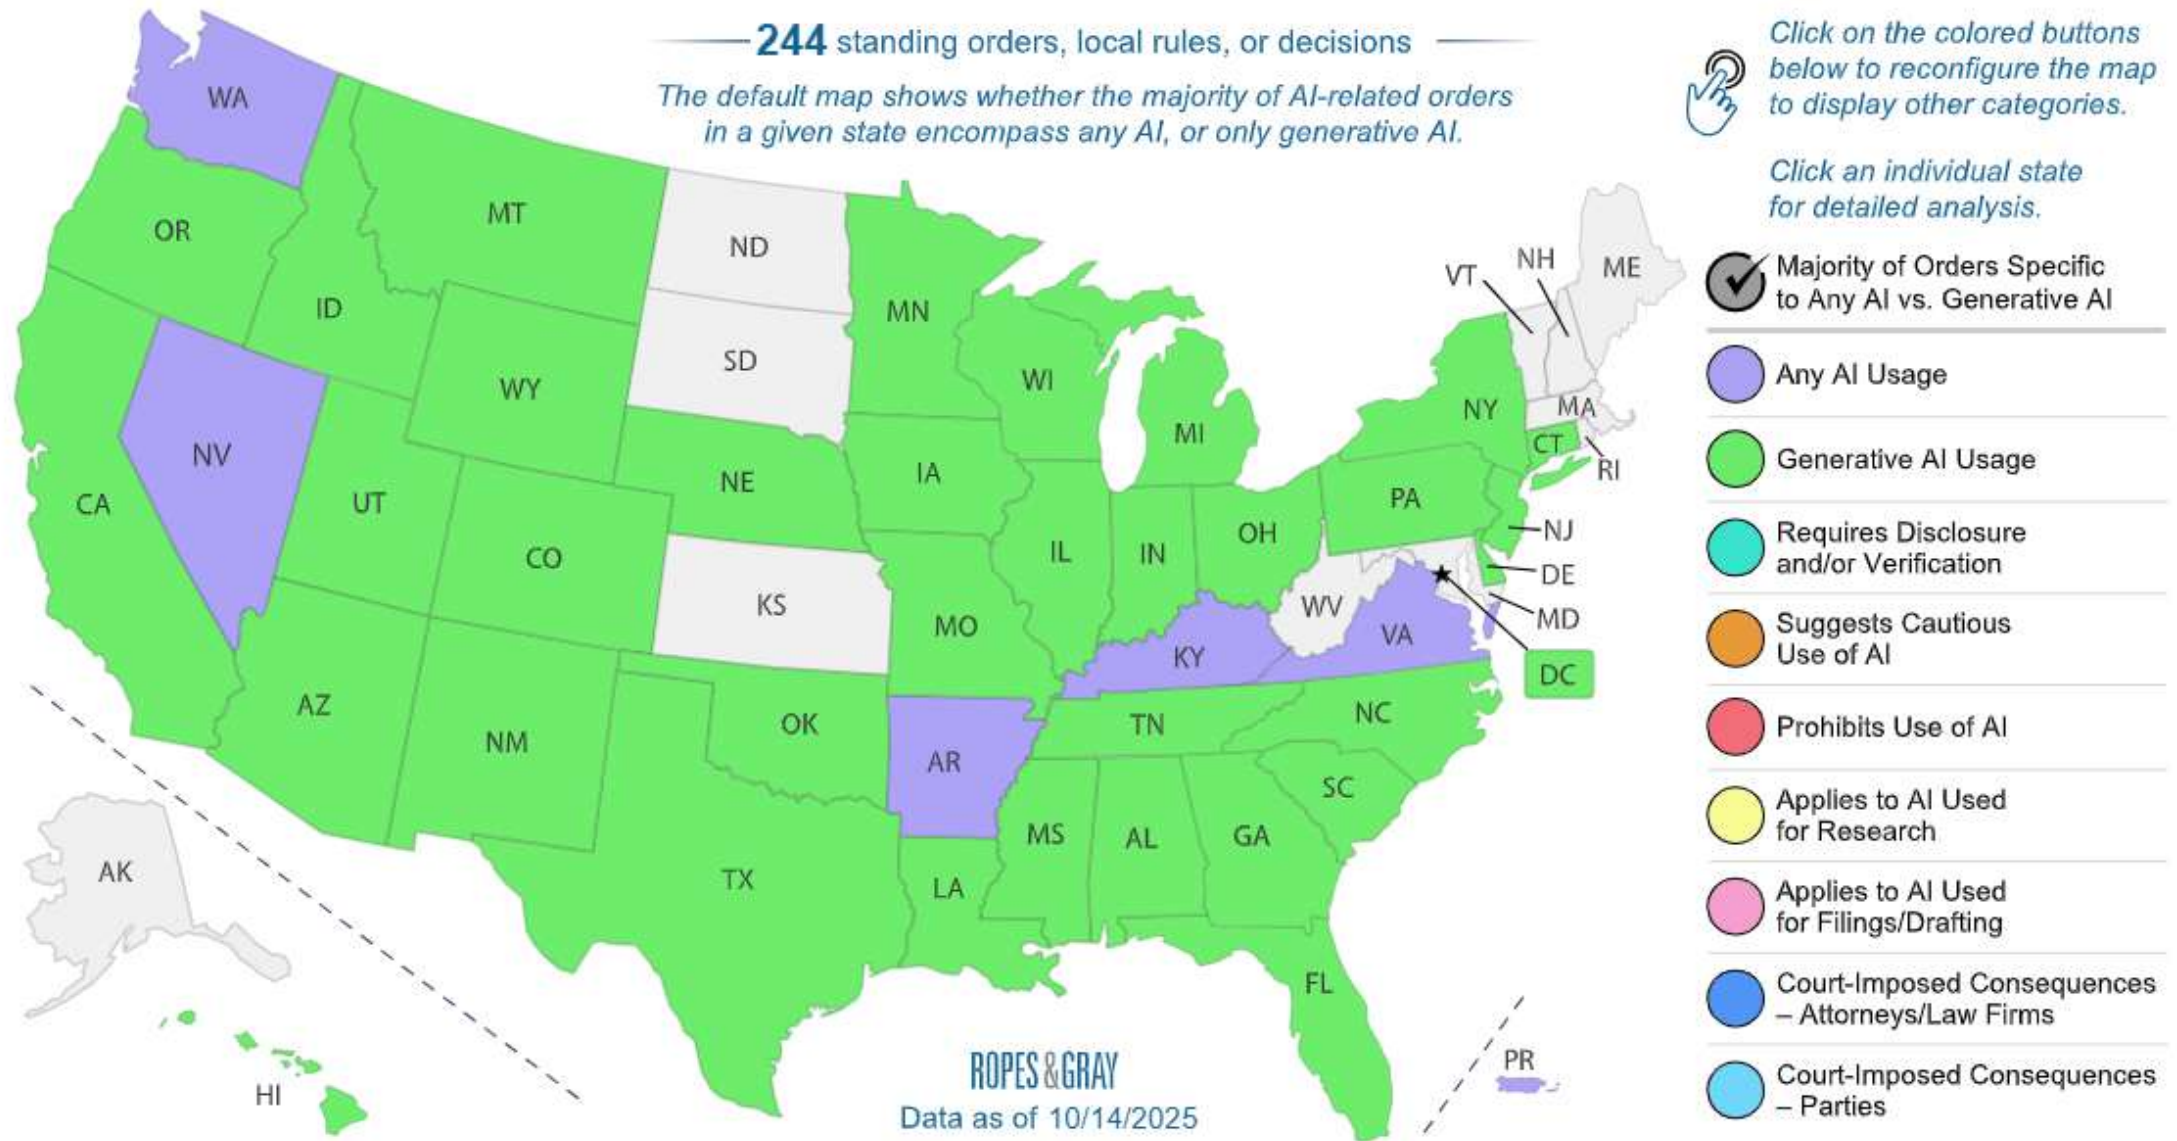 244 standing orders, local rules, or decisions
The default map shows whether the majority of AI-related orders
in a given state encompass any AI, or only generative AI.
Click on the colored buttons
below to reconfigure the map
to display other categories.
Click an individual state
for detailed analysis.
Majority of Orders Specific
to Any AI vs. Generative AI
Any AI Usage
Generative AI Usage
Requires Disclosure
and/or Verification
Suggests Cautious
Use of AI
Prohibits Use of AI
Applies to AI Used
for Research
Applies to AI Used
for Filings/Drafting
Court-Imposed Consequences
– Attorneys/Law Firms
Court-Imposed Consequences
– Parties
WA
OR
MT
ID
ND
MN
SD
WY
WI
MI
VT
NH
ME
NY
MA
CT
RI
NV
CA
UT
CO
NE
IA
IL
IN
OH
PA
NJ
DE
MD
DC
KS
MO
WV
VA
KY
AZ
NM
OK
AR
TN
NC
SC
TX
LA
MS
AL
GA
FL
AK
HI
PR
ROPES&GRAY
Data as of 10/14/2025